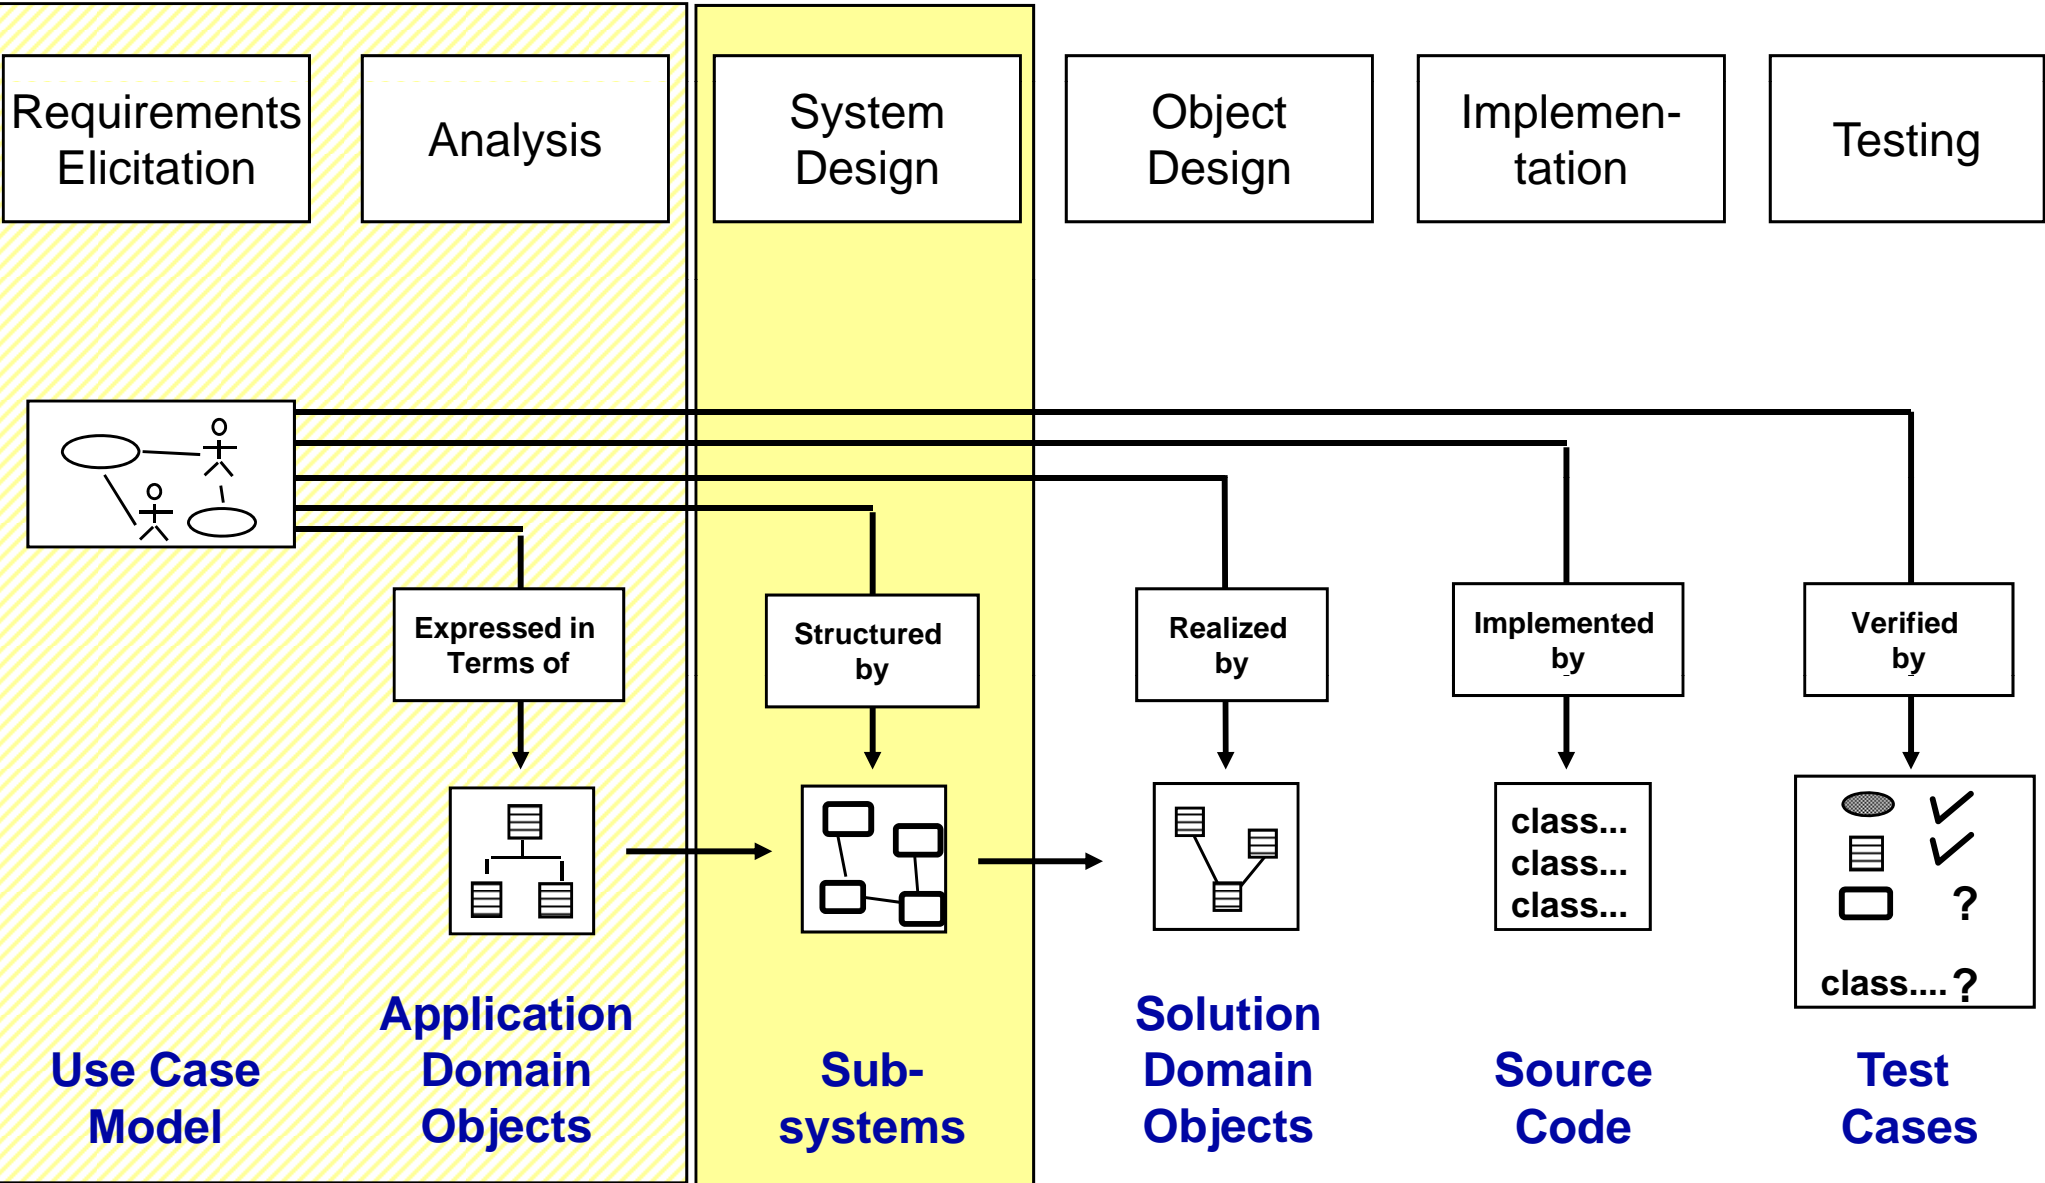 Requirements
Elicitation
Analysis
System
Design
Object
Design
Implemen-
tation
Testing
Expressed in
Terms of
Structured
by
Realized
by
Implemented
by
Verified
by
class...
class...
class...
?
class....?
Use Case
Model
Application
Domain
Objects
Sub-
systems
Solution
Domain
Objects
Source
Code
Test
Cases